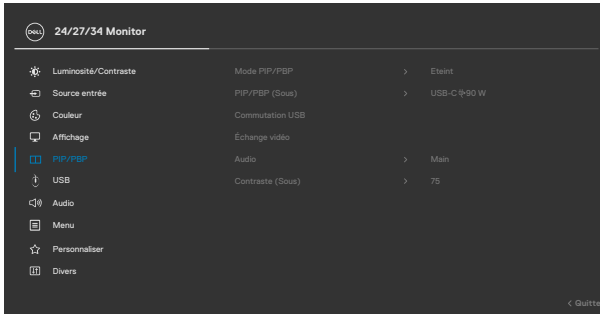 DELL 24/27/34 Monitor
Luminosité/Contraste Mode PIP/PBP > Eteint
Source entrée PIP/PBP (Sous) > USB-C 90 W
Couleur Commutation USB
Affichage Échange vidéo
PIP/PBP Audio > Main
USB Contraste (Sous) > 75
Audio
Menu
Personnaliser
Divers
< Quitte